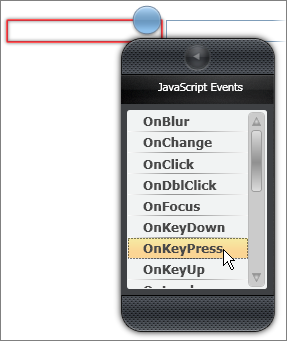 JavaScript Events
OnBlur
OnChange
OnClick
OnDblClick
OnFocus
OnKeyDown
OnKeyPress
OnKeyUp